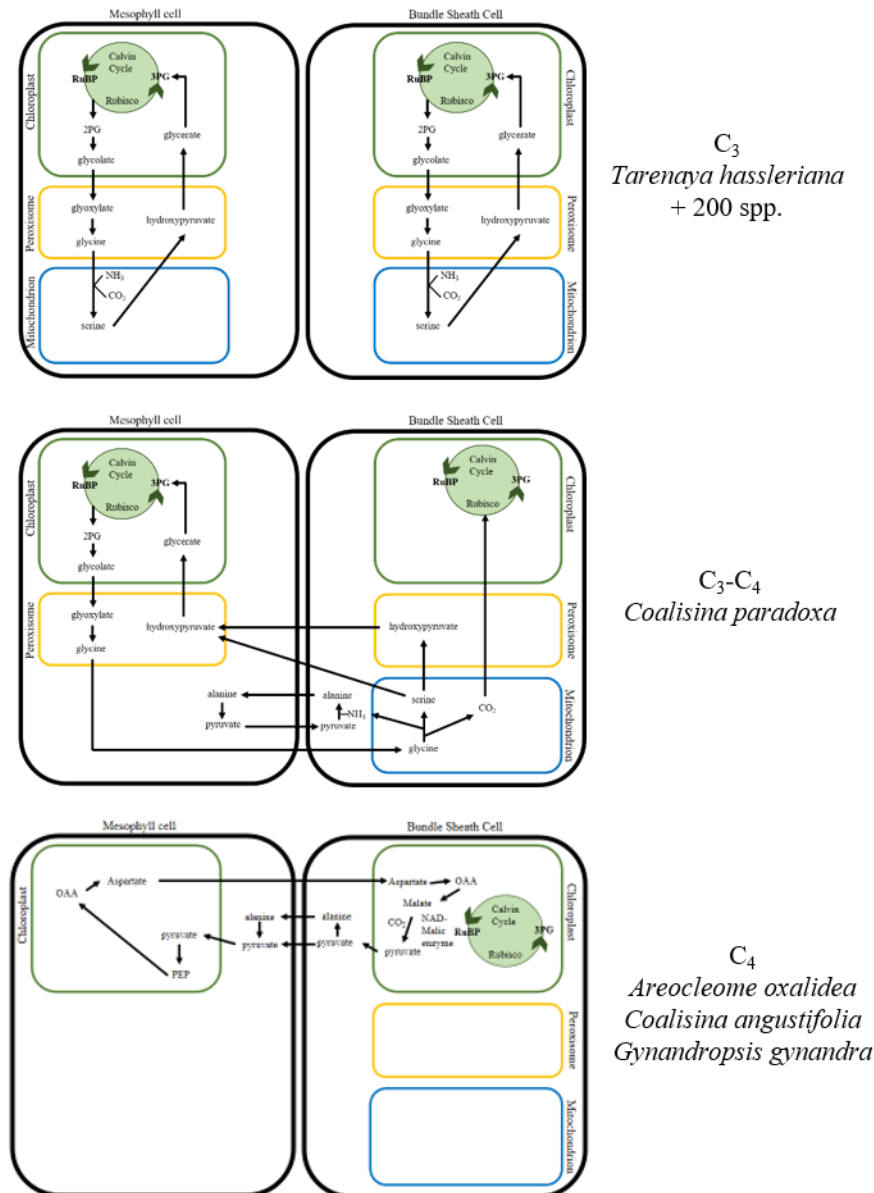 Mesophyll cell
Bundle Sheath Cell
Chloroplast
Calvin
Cycle
RuBP
3PG
Rubisco
2PG
glycerate
glycolate
Peroxisome
glyoxylate
hydroxypyruvate
glycine
Mitochondrion
NH3
CO2
serine
Calvin
Cycle
RuBP
3PG
Rubisco
2PG
glycerate
glycolate
Chloroplast
glyoxylate
hydroxypyruvate
glycine
Peroxisome
NH3
CO2
serine
Mitochondrion
C3
Tarenaya hassleriana
+ 200 spp.
Mesophyll cell
Bundle Sheath Cell
Chloroplast
Calvin
Cycle
RuBP
3PG
Rubisco
2PG
glycerate
glycolate
Peroxisome
glyoxylate
hydroxypyruvate
glycine
alanine
pyruvate
Calvin
Cycle
RuBP
3PG
Rubisco
Chloroplast
hydroxypyruvate
Peroxisome
alanine
NH3
pyruvate
serine
CO2
glycine
Mitochondrion
C3-C4
Coalisina paradoxa
Mesophyll cell
Bundle Sheath Cell
Chloroplast
OAA
Aspartate
pyruvate
PEP
alanine
pyruvate
alanine
pyruvate
Aspartate
OAA
Malate
CO2
NAD-
Malic
enzyme
pyruvate
Calvin
Cycle
RuBP
3PG
Rubisco
Chloroplast
Peroxisome
Mitochondrion
C4
Areocleome oxalidea
Coalisina angustifolia
Gynandropsis gynandra